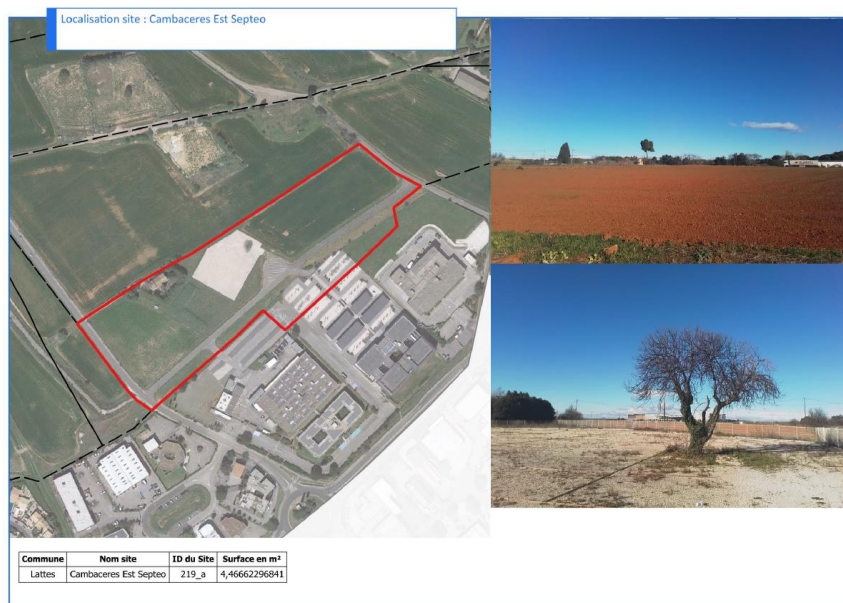 Localisation site : Cambaceres Est Septeo
Commune Nom site ID du Site Surface en m²
Lattes Cambaceres Est Septeo 219_a 4,46662296841